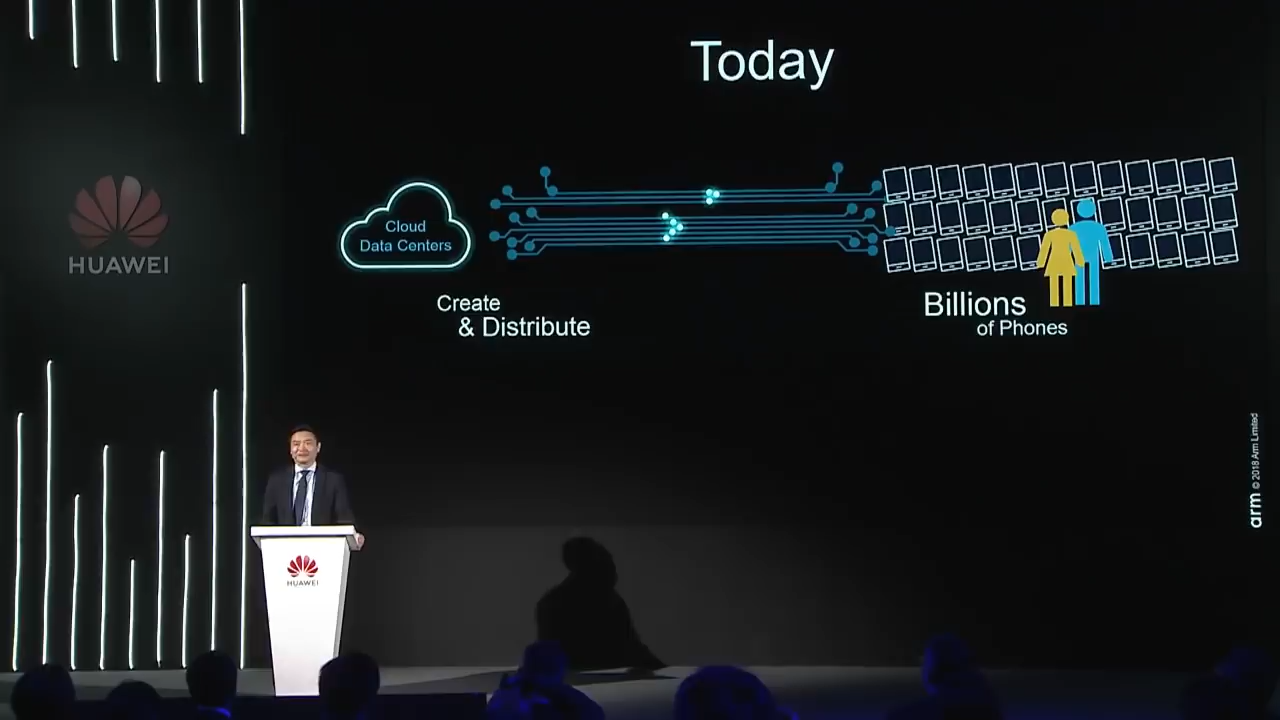 Today
HUAWEI
Cloud
Data Centers
Create
& Distribute
Billions
of Phones
arm © 2018 Arm Limited
HUAWEI